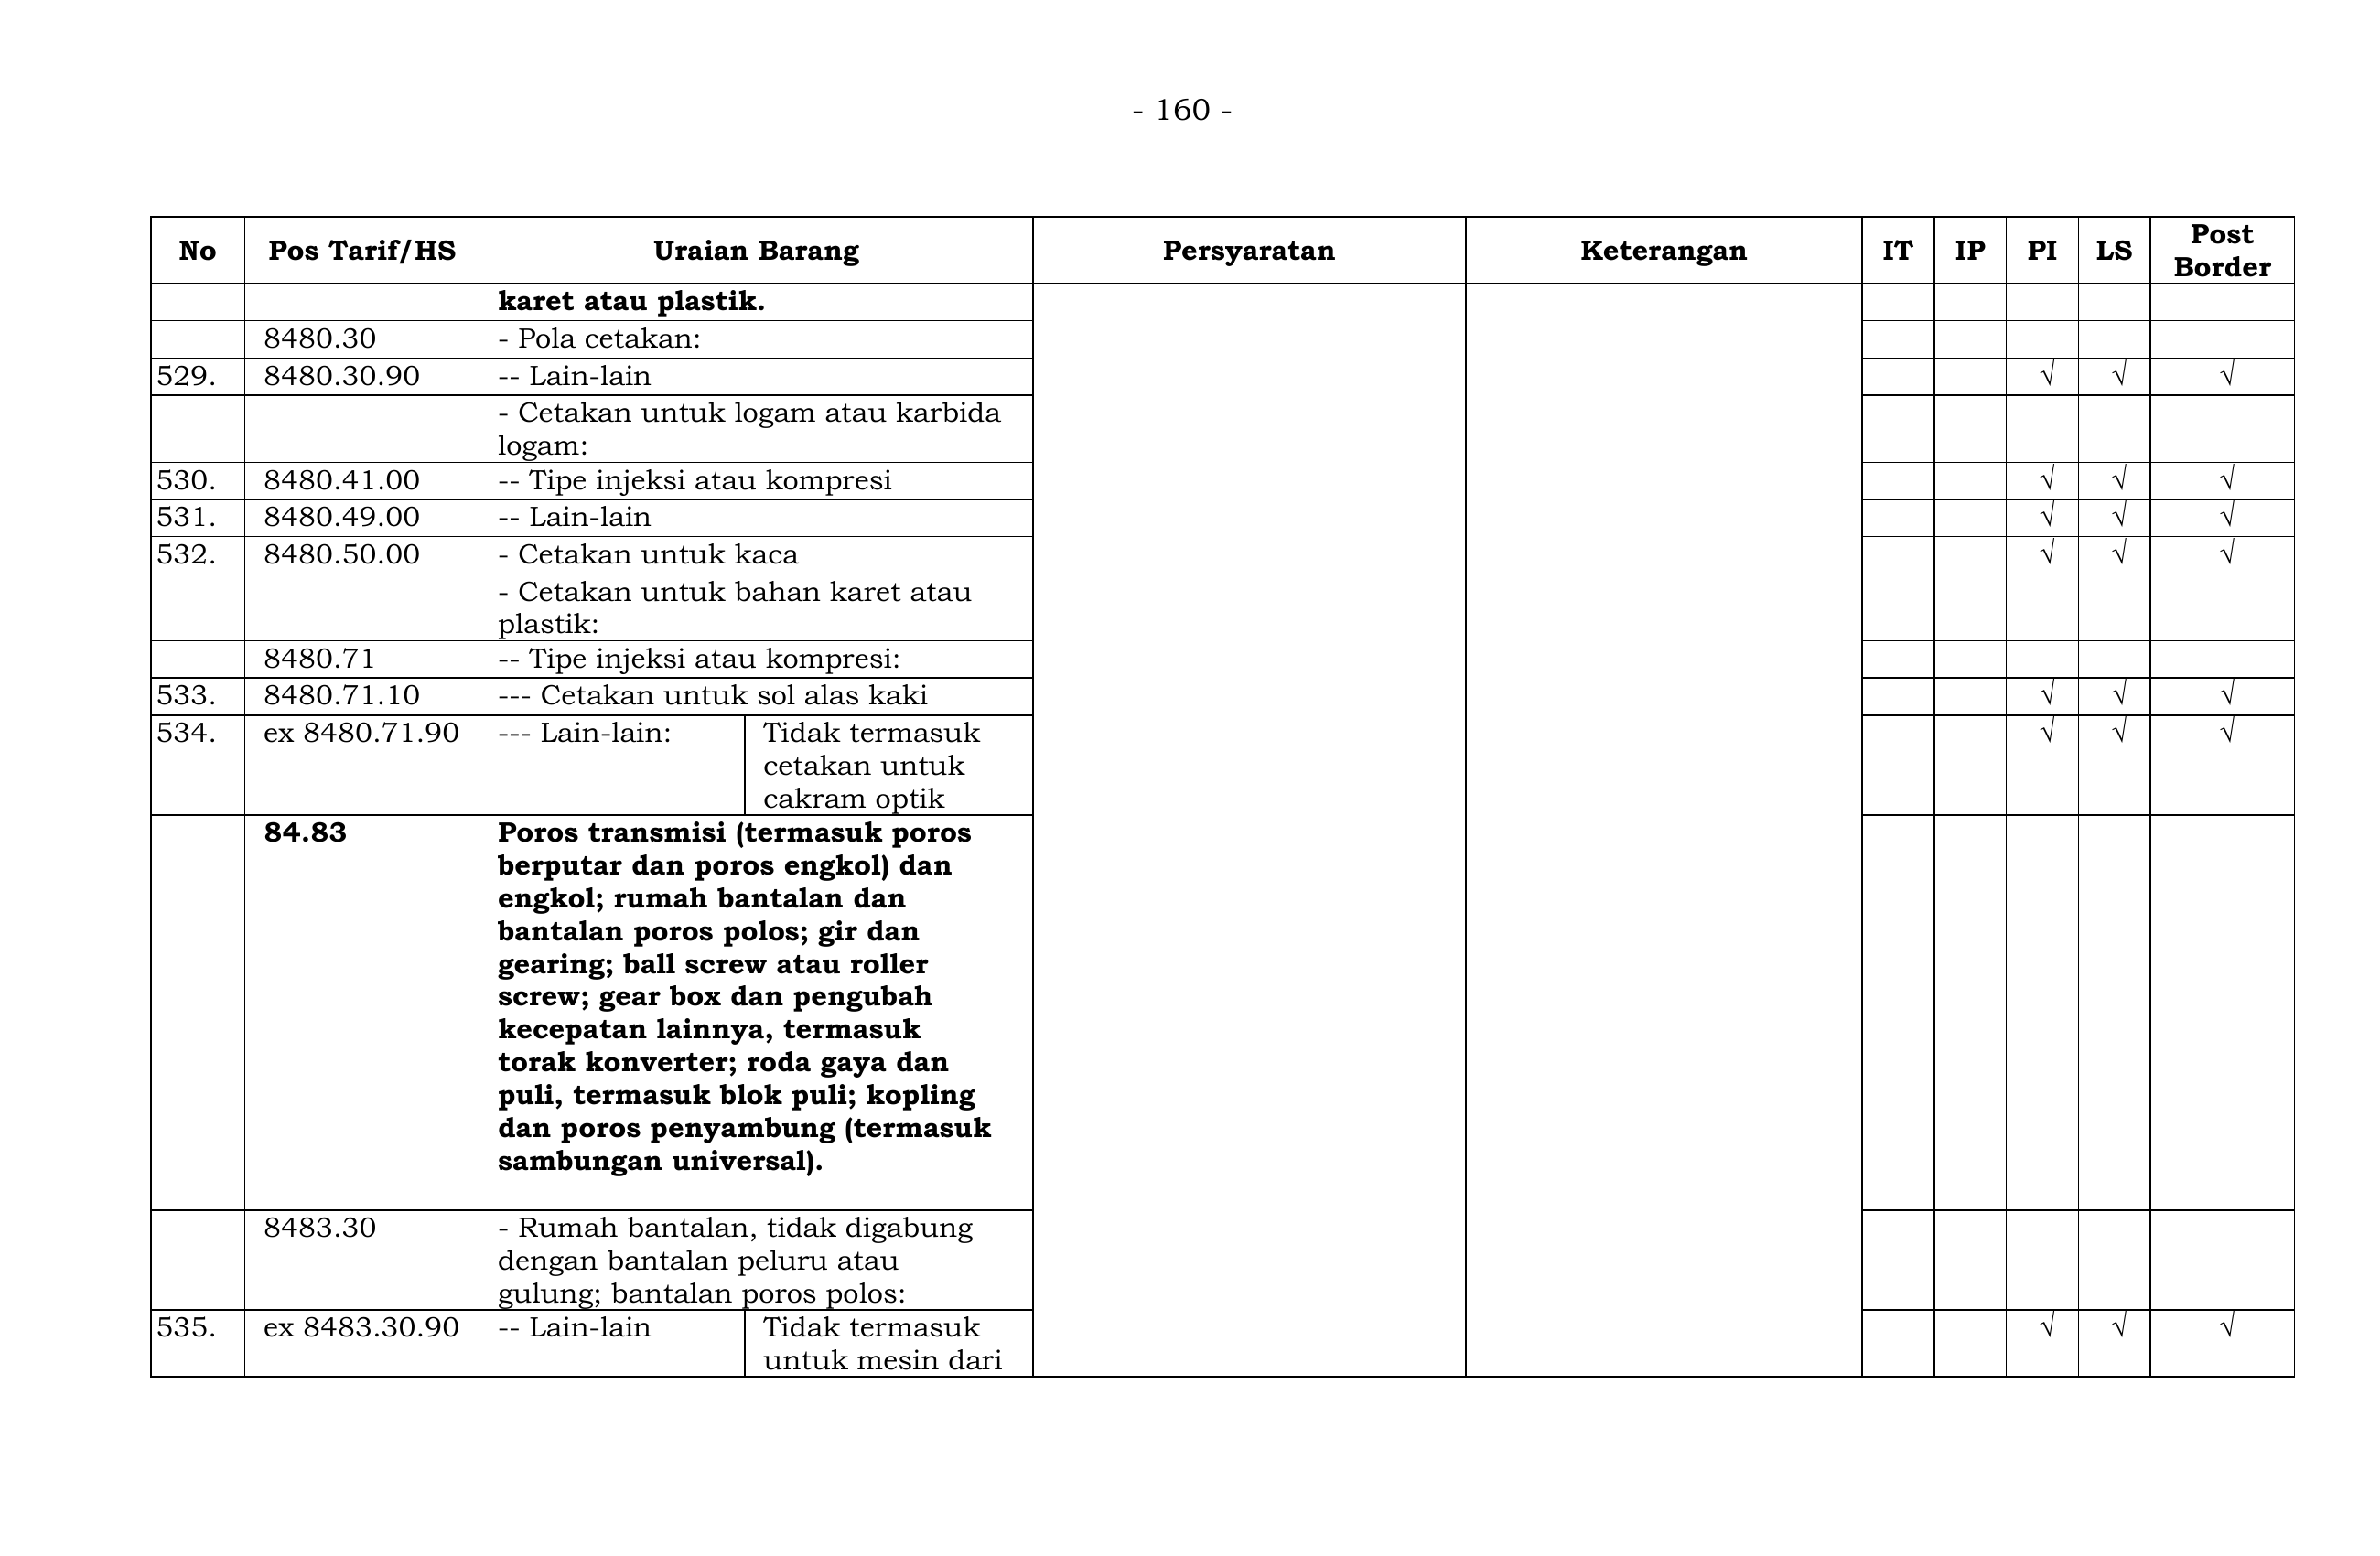 - 160 -
No Pos Tarif/HS Uraian Barang Persyaratan Keterangan IT IP PI LS Post Border
karet atau plastik.
8480.30 - Pola cetakan:
529. 8480.30.90 -- Lain-lain √ √ √
- Cetakan untuk logam atau karbida
logam:
530. 8480.41.00 -- Tipe injeksi atau kompresi √ √ √
531. 8480.49.00 -- Lain-lain √ √ √
532. 8480.50.00 - Cetakan untuk kaca √ √ √
- Cetakan untuk bahan karet atau
plastik:
8480.71 -- Tipe injeksi atau kompresi:
533. 8480.71.10 --- Cetakan untuk sol alas kaki √ √ √
534. ex 8480.71.90 --- Lain-lain: Tidak termasuk √ √ √
cetakan untuk
cakram optik
84.83 Poros transmisi (termasuk poros
berputar dan poros engkol) dan
engkol; rumah bantalan dan
bantalan poros polos; gir dan
gearing; ball screw atau roller
screw; gear box dan pengubah
kecepatan lainnya, termasuk
torak konverter; roda gaya dan
puli, termasuk blok puli; kopling
dan poros penyambung (termasuk
sambungan universal).
8483.30 - Rumah bantalan, tidak digabung
dengan bantalan peluru atau
gulung; bantalan poros polos:
535. ex 8483.30.90 -- Lain-lain Tidak termasuk √ √ √
untuk mesin dari